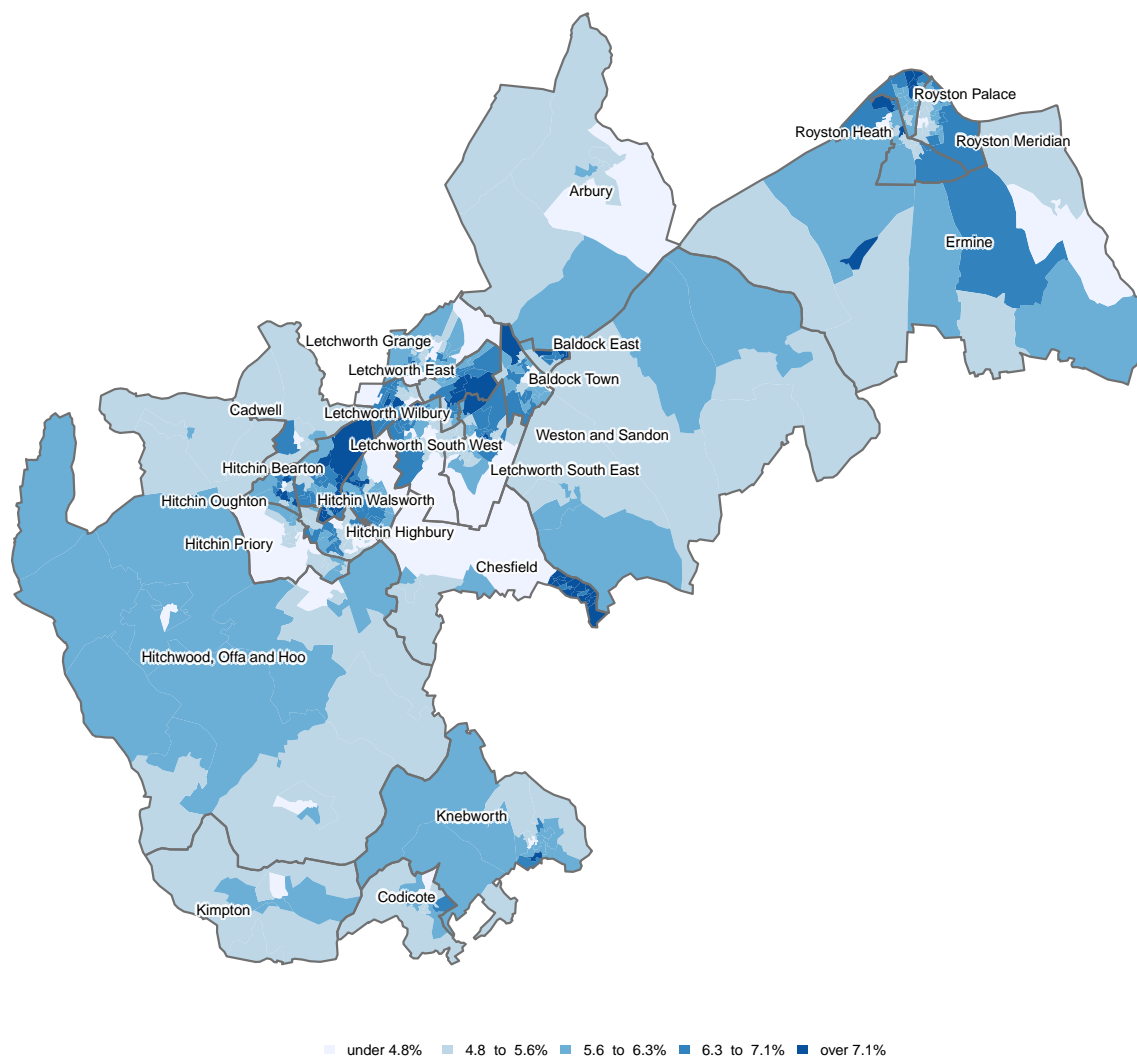 Royston Palace
Royston Heath
Royston Meridian
Arbury
Ermine
Letchworth Grange
Baldock East
Letchworth East
Baldock Town
Cadwell
Letchworth Wilbury
Weston and Sandon
Letchworth South West
Hitchin Bearton
Letchworth South East
Hitchin Oughton
Hitchin Walsworth
Hitchin Highbury
Hitchin Priory
Chesfield
Hitchwood, Offa and Hoo
Knebworth
Codicote
Kimpton
under 4.8% 4.8 to 5.6% 5.6 to 6.3% 6.3 to 7.1% over 7.1%